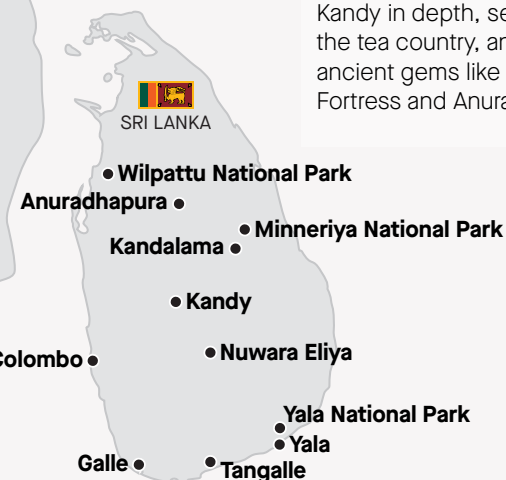 Kandy in depth, se
the tea country, an
ancient gems like
Fortress and Anura
SRI LANKA
Wilpattu National Park
Anuradhapura
Minneriya National Park
Kandalama
Kandy
Nuwara Eliya
Colombo
Yala National Park
Yala
Galle
Tangalle